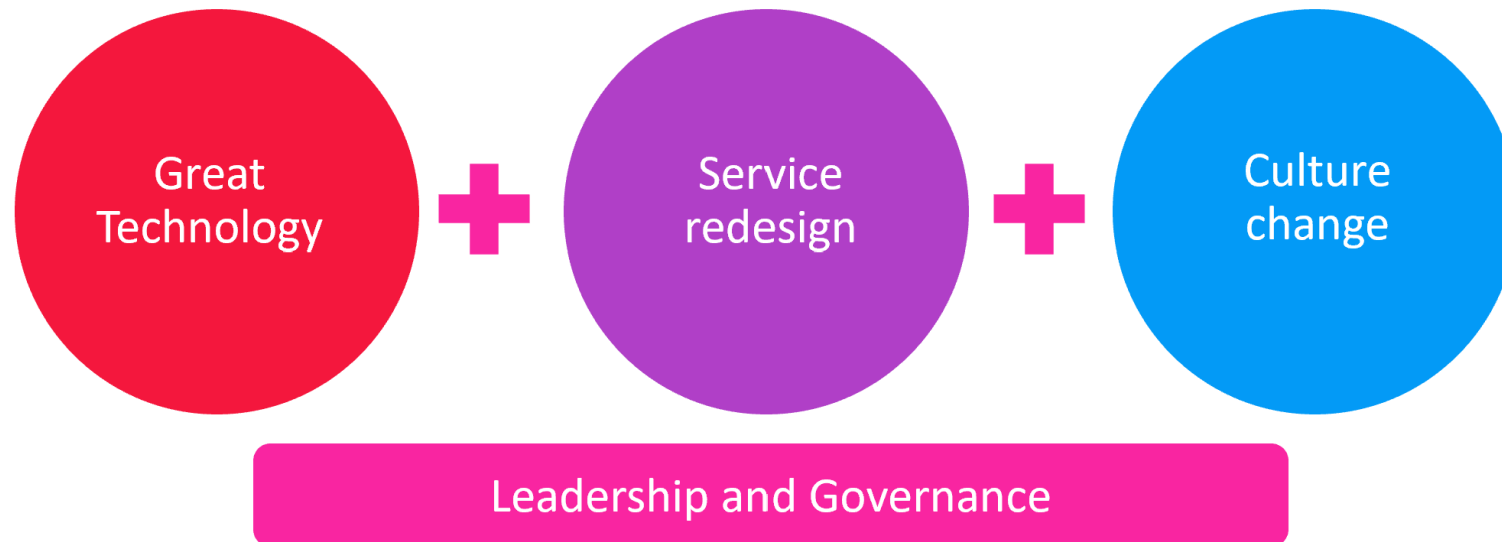 Great
Technology
Service
redesign
Culture
change
Leadership and Governance